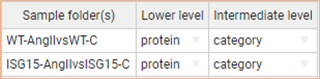 Sample folder(s) Lower level Intermediate level
WT-AngIIvsWT-C protein category
ISG15-AngIIvsISG15-C protein category